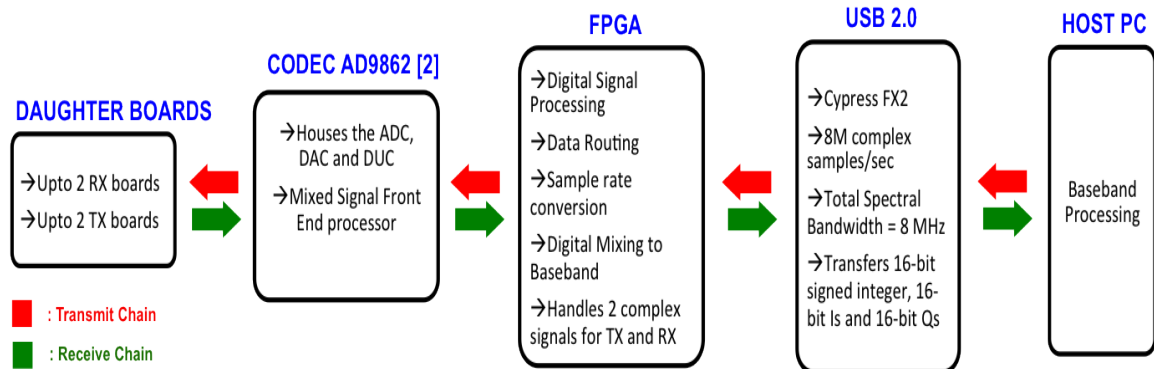 DAUGHTER BOARDS
→Upto 2 RX boards
→Upto 2 TX boards
CODEC AD9862 [2]
→Houses the ADC,
DAC and DUC
→Mixed Signal Front
End processor
FPGA
→Digital Signal
Processing
→Data Routing
→Sample rate
conversion
→Digital Mixing to
Baseband
→Handles 2 complex
signals for TX and RX
USB 2.0
→Cypress FX2
→8M complex
samples/sec
→Total Spectral
Bandwidth = 8 MHz
→Transfers 16-bit
signed integer, 16-
bit Is and 16-bit Qs
HOST PC
Baseband
Processing
: Transmit Chain
: Receive Chain